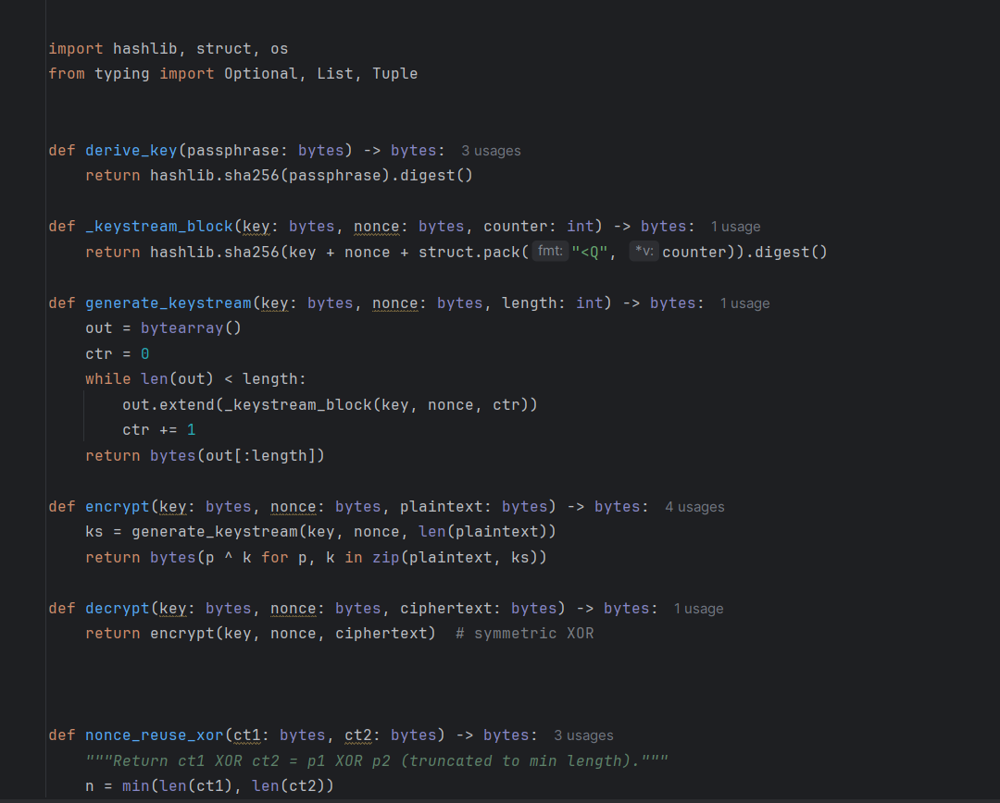 import hashlib, struct, os
from typing import Optional, List, Tuple
def derive_key(passphrase: bytes) -> bytes: 3 usages
    return hashlib.sha256(passphrase).digest()
def _keystream_block(key: bytes, nonce: bytes, counter: int) -> bytes: 1 usage
    return hashlib.sha256(key + nonce + struct.pack( fmt: "<Q", *v: counter)).digest()
def generate_keystream(key: bytes, nonce: bytes, length: int) -> bytes: 1 usage
    out = bytearray()
    ctr = 0
    while len(out) < length:
        out.extend(_keystream_block(key, nonce, ctr))
        ctr += 1
    return bytes(out[:length])
def encrypt(key: bytes, nonce: bytes, plaintext: bytes) -> bytes: 4 usages
    ks = generate_keystream(key, nonce, len(plaintext))
    return bytes(p ^ k for p, k in zip(plaintext, ks))
def decrypt(key: bytes, nonce: bytes, ciphertext: bytes) -> bytes: 1 usage
    return encrypt(key, nonce, ciphertext)  # symmetric XOR
def nonce_reuse_xor(ct1: bytes, ct2: bytes) -> bytes: 3 usages
    """Return ct1 XOR ct2 = p1 XOR p2 (truncated to min length)."""
    n = min(len(ct1), len(ct2))